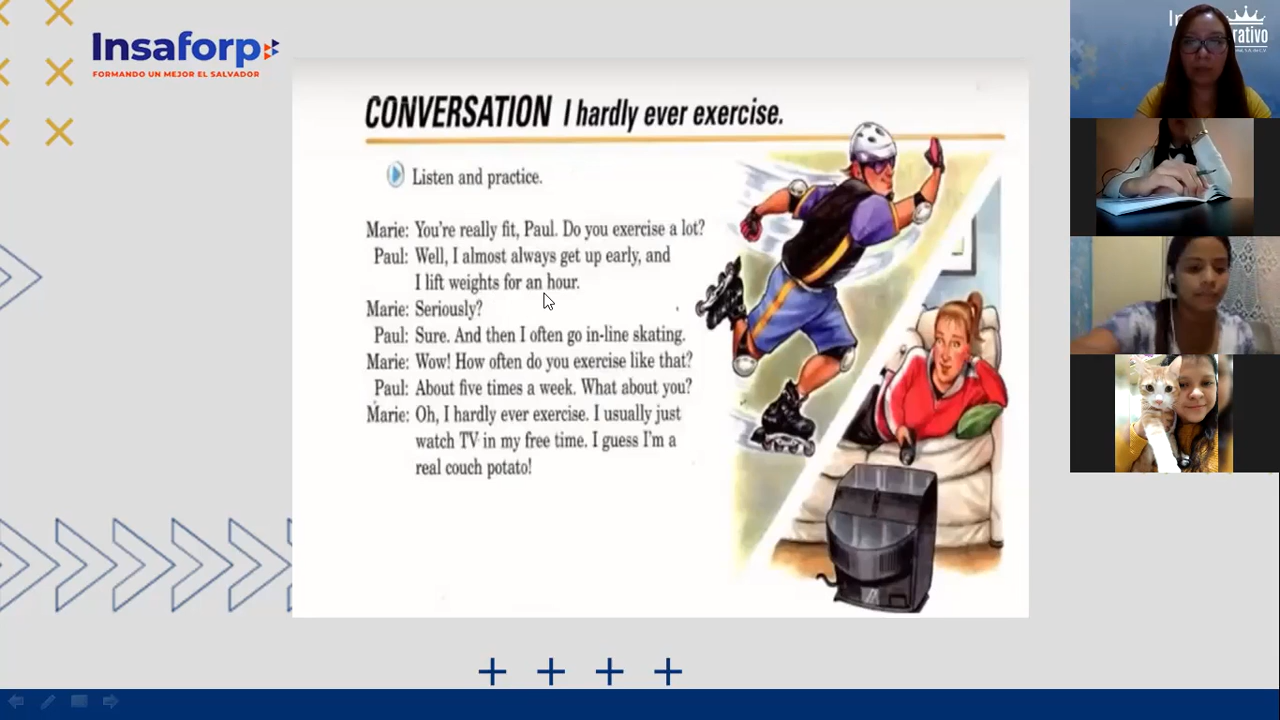 Insaforp
FORMANDO UN MEJOR EL SALVADOR
CONVERSATION I hardly ever exercise.
Listen and practice.
Marie: You're really fit, Paul. Do you exercise a lot?
Paul: Well, I almost always get up early, and
I lift weights for an hour.
Marie: Seriously?
Paul: Sure. And then I often go in-line skating.
Marie: Wow! How often do you exercise like that?
Paul: About five times a week. What about you?
Marie: Oh, I hardly ever exercise. I usually just
watch TV in my free time. I guess I'm a
real couch potato!